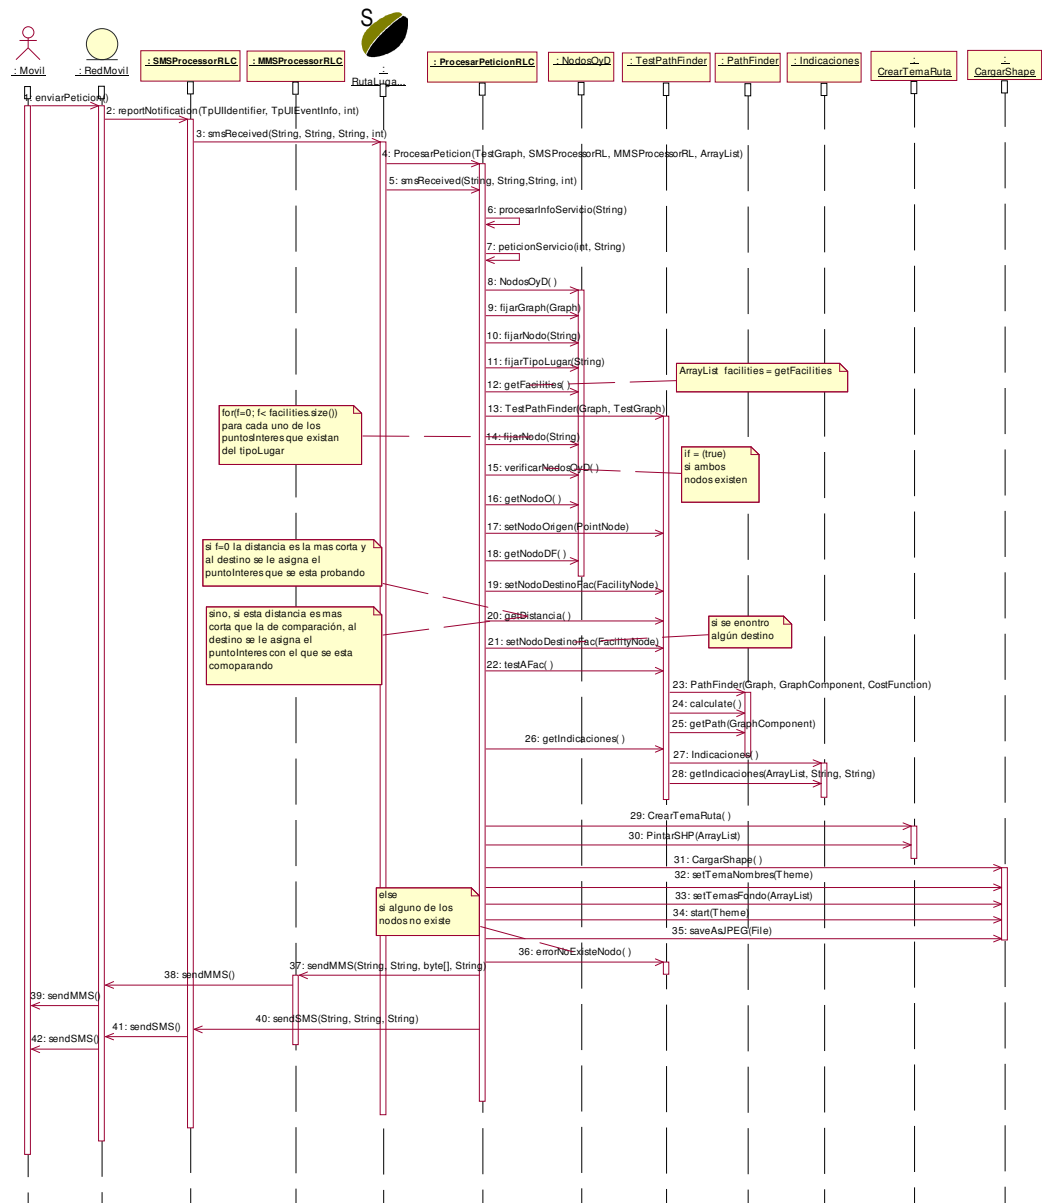 S
: Movil
: RedMovil
: SMSProcessorRLC
: MMSProcessorRLC
:
RutaLuga...
: ProcesarPeticionRLC
: NodosOyD
: TestPathFinder
: PathFinder
: Indicaciones
:
CrearTemaRuta
:
CargarShape
1: enviarPeticion()
2: reportNotification(TpUIIdentifier, TpUIEventInfo, int)
3: smsReceived(String, String, String, int)
4: ProcesarPeticion(TestGraph, SMSProcessorRL, MMSProcessorRL, ArrayList)
5: smsReceived(String, String,String, int)
6: procesarInfoServicio(String)
7: peticionServicio(int, String)
8: NodosOyD( )
9: fijarGraph(Graph)
10: fijarNodo(String)
11: fijarTipoLugar(String)
ArrayList facilities = getFacilities
12: getFacilities( )
13: TestPathFinder(Graph, TestGraph)
for(f=0; f< facilities.size())
para cada uno de los
puntosInteres que existan
del tipoLugar
14: fijarNodo(String)
if = (true)
si ambos
nodos existen
15: verificarNodosOyD( )
16: getNodoO( )
17: setNodoOrigen(PointNode)
si f=0 la distancia es la mas corta y
al destino se le asigna el
puntoInteres que se esta probando
18: getNodoDF( )
19: setNodoDestinoFac(FacilityNode)
sino, si esta distancia es mas
corta que la de comparación, al
destino se le asigna el
puntoInteres con el que se esta
comoparando
20: getDistancia( )
si se enontro
algún destino
21: setNodoDestinoFac(FacilityNode)
22: testAFac( )
23: PathFinder(Graph, GraphComponent, CostFunction)
24: calculate( )
25: getPath(GraphComponent)
26: getIndicaciones( )
27: Indicaciones( )
28: getIndicaciones(ArrayList, String, String)
29: CrearTemaRuta( )
30: PintarSHP(ArrayList)
31: CargarShape( )
32: setTemaNombres(Theme)
33: setTemasFondo(ArrayList)
34: start(Theme)
35: saveAsJPEG(File)
else
si alguno de los
nodos no existe
36: errorNoExisteNodo( )
37: sendMMS(String, String, byte[], String)
38: sendMMS()
39: sendMMS()
40: sendSMS(String, String, String)
41: sendSMS()
42: sendSMS()